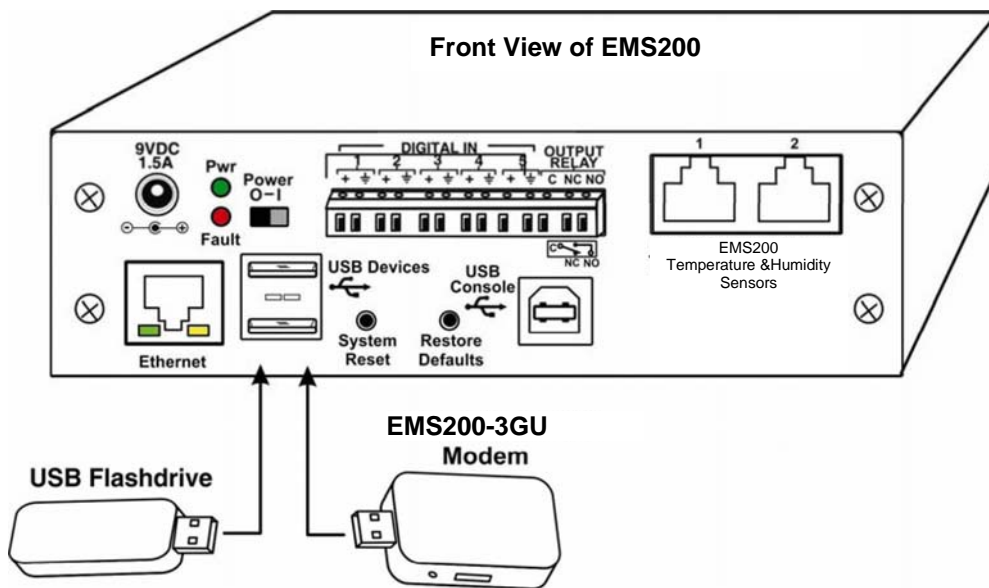 Front View of EMS200
9VDC
1.5A
Pwr
Fault
Power
O–I
DIGITAL IN
1 2 3 4 5
OUTPUT
RELAY
+ + + + + C NC NO
C
NC NO
1 2
EMS200
Temperature &Humidity
Sensors
Ethernet
USB Devices
System
Reset
Restore
Defaults
USB
Console
EMS200-3GU
Modem
USB Flashdrive